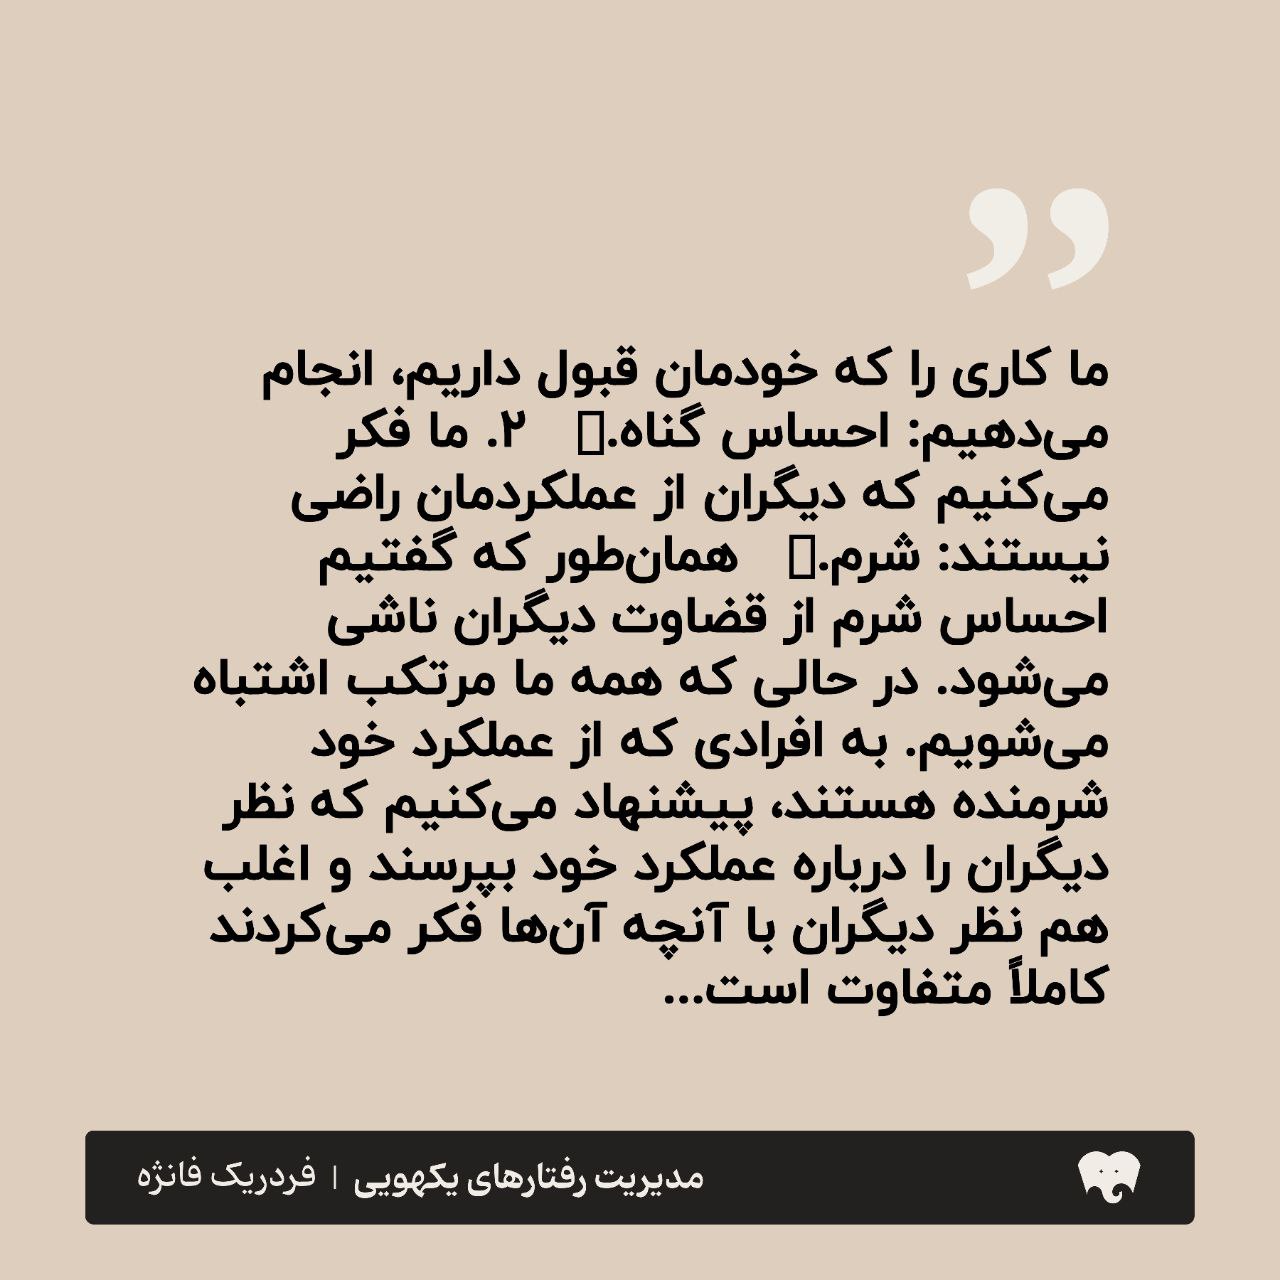 ”
ما کاری را که خودمان قبول داریم، انجام
می‌دهیم: احساس گناه.▯ ۲. ما فکر
می‌کنیم که دیگران از عملکردمان راضی
نیستند: شرم.▯ همان‌طور که گفتیم
احساس شرم از قضاوت دیگران ناشی
می‌شود. در حالی که همه ما مرتکب اشتباه
می‌شویم. به افرادی که از عملکرد خود
شرمنده هستند، پیشنهاد می‌کنیم که نظر
دیگران را درباره عملکرد خود بپرسند و اغلب
هم نظر دیگران با آنچه آن‌ها فکر می‌کردند
کاملاً متفاوت است...
مدیریت رفتارهای یکهویی | فردریک فانژه